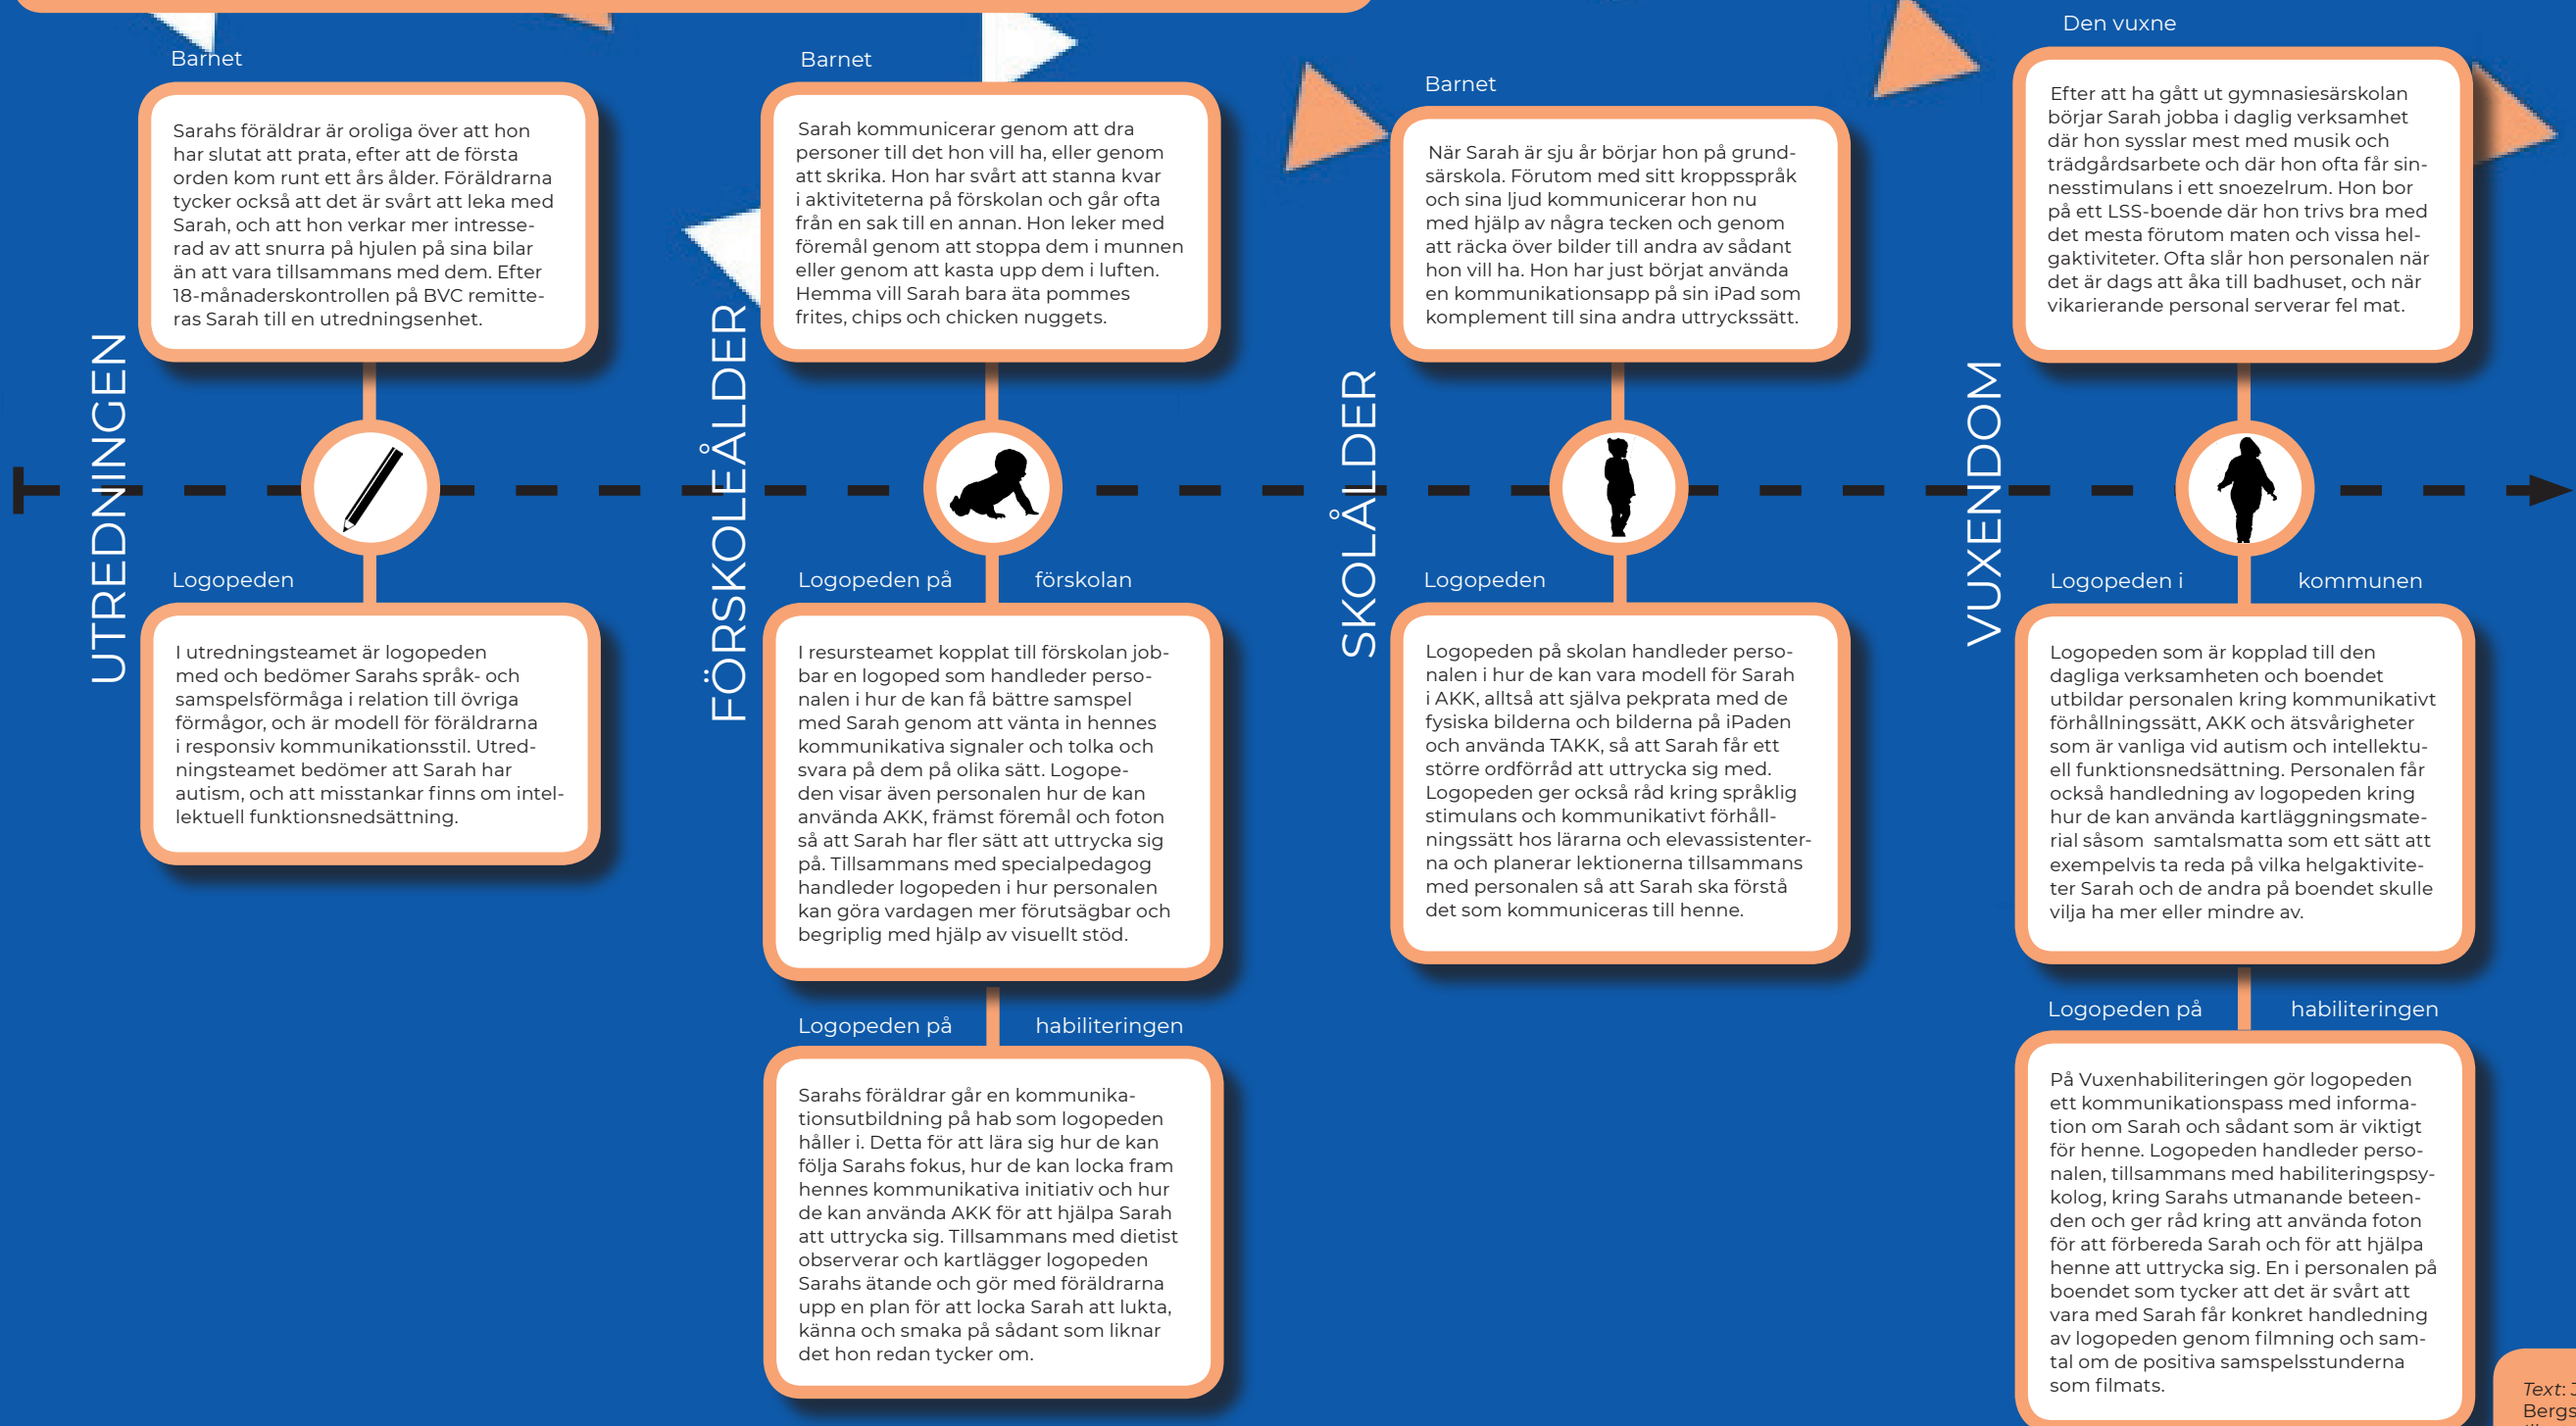 UTREDNINGEN
Barnet
Sarahs föräldrar är oroliga över att hon
har slutat att prata, efter att de första
orden kom runt ett års ålder. Föräldrarna
tycker också att det är svårt att leka med
Sarah, och att hon verkar mer intresse-
rad av att snurra på hjulen på sina bilar
än att vara tillsammans med dem. Efter
18-månaderskontrollen på BVC remitte-
ras Sarah till en utredningsenhet.
Logopeden
I utredningsteamet är logopeden
med och bedömer Sarahs språk- och
samspelsförmåga i relation till övriga
förmågor, och är modell för föräldrarna
i responsiv kommunikationsstil. Utred-
ningsteamet bedömer att Sarah har
autism, och att misstankar finns om intel-
lektuell funktionsnedsättning.
FÖRSKOLEÅLDER
Barnet
Sarah kommunicerar genom att dra
personer till det hon vill ha, eller genom
att skrika. Hon har svårt att stanna kvar
i aktiviteterna på förskolan och går ofta
från en sak till en annan. Hon leker med
föremål genom att stoppa dem i munnen
eller genom att kasta upp dem i luften.
Hemma vill Sarah bara äta pommes
frites, chips och chicken nuggets.
Logopeden på förskolan
I resursteamet kopplat till förskolan job-
bar en logoped som handleder perso-
nalen i hur de kan få bättre samspel
med Sarah genom att vänta in hennes
kommunikativa signaler och tolka och
svara på dem på olika sätt. Logope-
den visar även personalen hur de kan
använda AKK, främst föremål och foton
så att Sarah har fler sätt att uttrycka sig
på. Tillsammans med specialpedagog
handleder logopeden i hur personalen
kan göra vardagen mer förutsägbar och
begriplig med hjälp av visuellt stöd.
Logopeden på habiliteringen
Sarahs föräldrar går en kommunika-
tionsutbildning på hab som logopeden
håller i. Detta för att lära sig hur de kan
följa Sarahs fokus, hur de kan locka fram
hennes kommunikativa initiativ och hur
de kan använda AKK för att hjälpa Sarah
att uttrycka sig. Tillsammans med dietist
observerar och kartlägger logopeden
Sarahs ätande och gör med föräldrarna
upp en plan för att locka Sarah att lukta,
känna och smaka på sådant som liknar
det hon redan tycker om.
SKOLÅLDER
Barnet
När Sarah är sju år börjar hon på grund-
särskola. Förutom med sitt kroppsspråk
och sina ljud kommunicerar hon nu
med hjälp av några tecken och genom
att räcka över bilder till andra av sådant
hon vill ha. Hon har just börjat använda
en kommunikationsapp på sin iPad som
komplement till sina andra uttryckssätt.
Logopeden
Logopeden på skolan handleder perso-
nalen i hur de kan vara modell för Sarah
i AKK, alltså att själva pekprata med de
fysiska bilderna och bilderna på iPaden
och använda TAKK, så att Sarah får ett
större ordförråd att uttrycka sig med.
Logopeden ger också råd kring språklig
stimulans och kommunikativt förhåll-
ningssätt hos lärarna och elevassistenter-
na och planerar lektionerna tillsammans
med personalen så att Sarah ska förstå
det som kommuniceras till henne.
VUXENDOM
Den vuxne
Efter att ha gått ut gymnasiesärskolan
börjar Sarah jobba i daglig verksamhet
där hon sysslar mest med musik och
trädgårdsarbete och där hon ofta får sin-
nesstimulans i ett snoezelrum. Hon bor
på ett LSS-boende där hon trivs bra med
det mesta förutom maten och vissa hel-
gaktiviteter. Ofta slår hon personalen när
det är dags att åka till badhuset, och när
vikarierande personal serverar fel mat.
Logopeden i kommunen
Logopeden som är kopplad till den
dagliga verksamheten och boendet
utbildar personalen kring kommunikativt
förhållningssätt, AKK och ätsvårigheter
som är vanliga vid autism och intellektu-
ell funktionsnedsättning. Personalen får
också handledning av logopeden kring
hur de kan använda kartläggningsmate-
rial såsom samtalsmatta som ett sätt att
exempelvis ta reda på vilka helgaktivite-
ter Sarah och de andra på boendet skulle
vilja ha mer eller mindre av.
Logopeden på habiliteringen
På Vuxenhabiliteringen gör logopeden
ett kommunikationspass med informa-
tion om Sarah och sådant som är viktigt
för henne. Logopeden handleder perso-
nalen, tillsammans med habiliteringspsy-
kolog, kring Sarahs utmanande beteen-
den och ger råd kring att använda foton
för att förbereda Sarah och för att hjälpa
henne att uttrycka sig. En i personalen på
boendet som tycker att det är svårt att
vara med Sarah får konkret handledning
av logopeden genom filmning och sam-
tal om de positiva samspelsstunderna
som filmats.
Text: J
Bergs